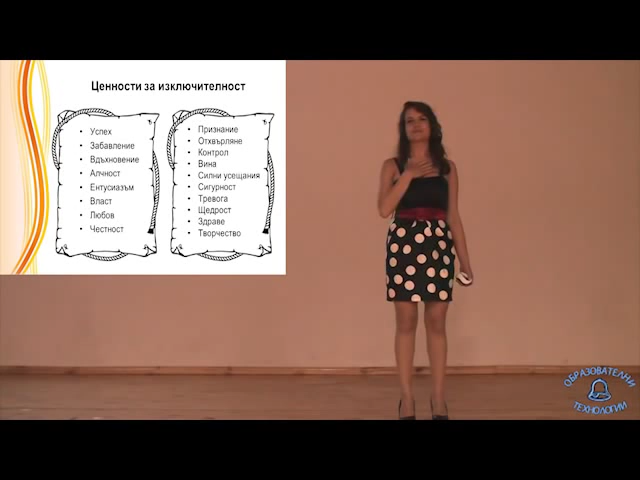 Ценности за изключителност
Успех
Забавление
Вдъхновение
Алчност
Ентусиазъм
Власт
Любов
Честност
Признание
Отхвърляне
Контрол
Вина
Силни усещания
Сигурност
Тревога
Щедрост
Здраве
Творчество
ОБРАЗОВАТЕЛНИ
ТЕХНОЛОГИИ